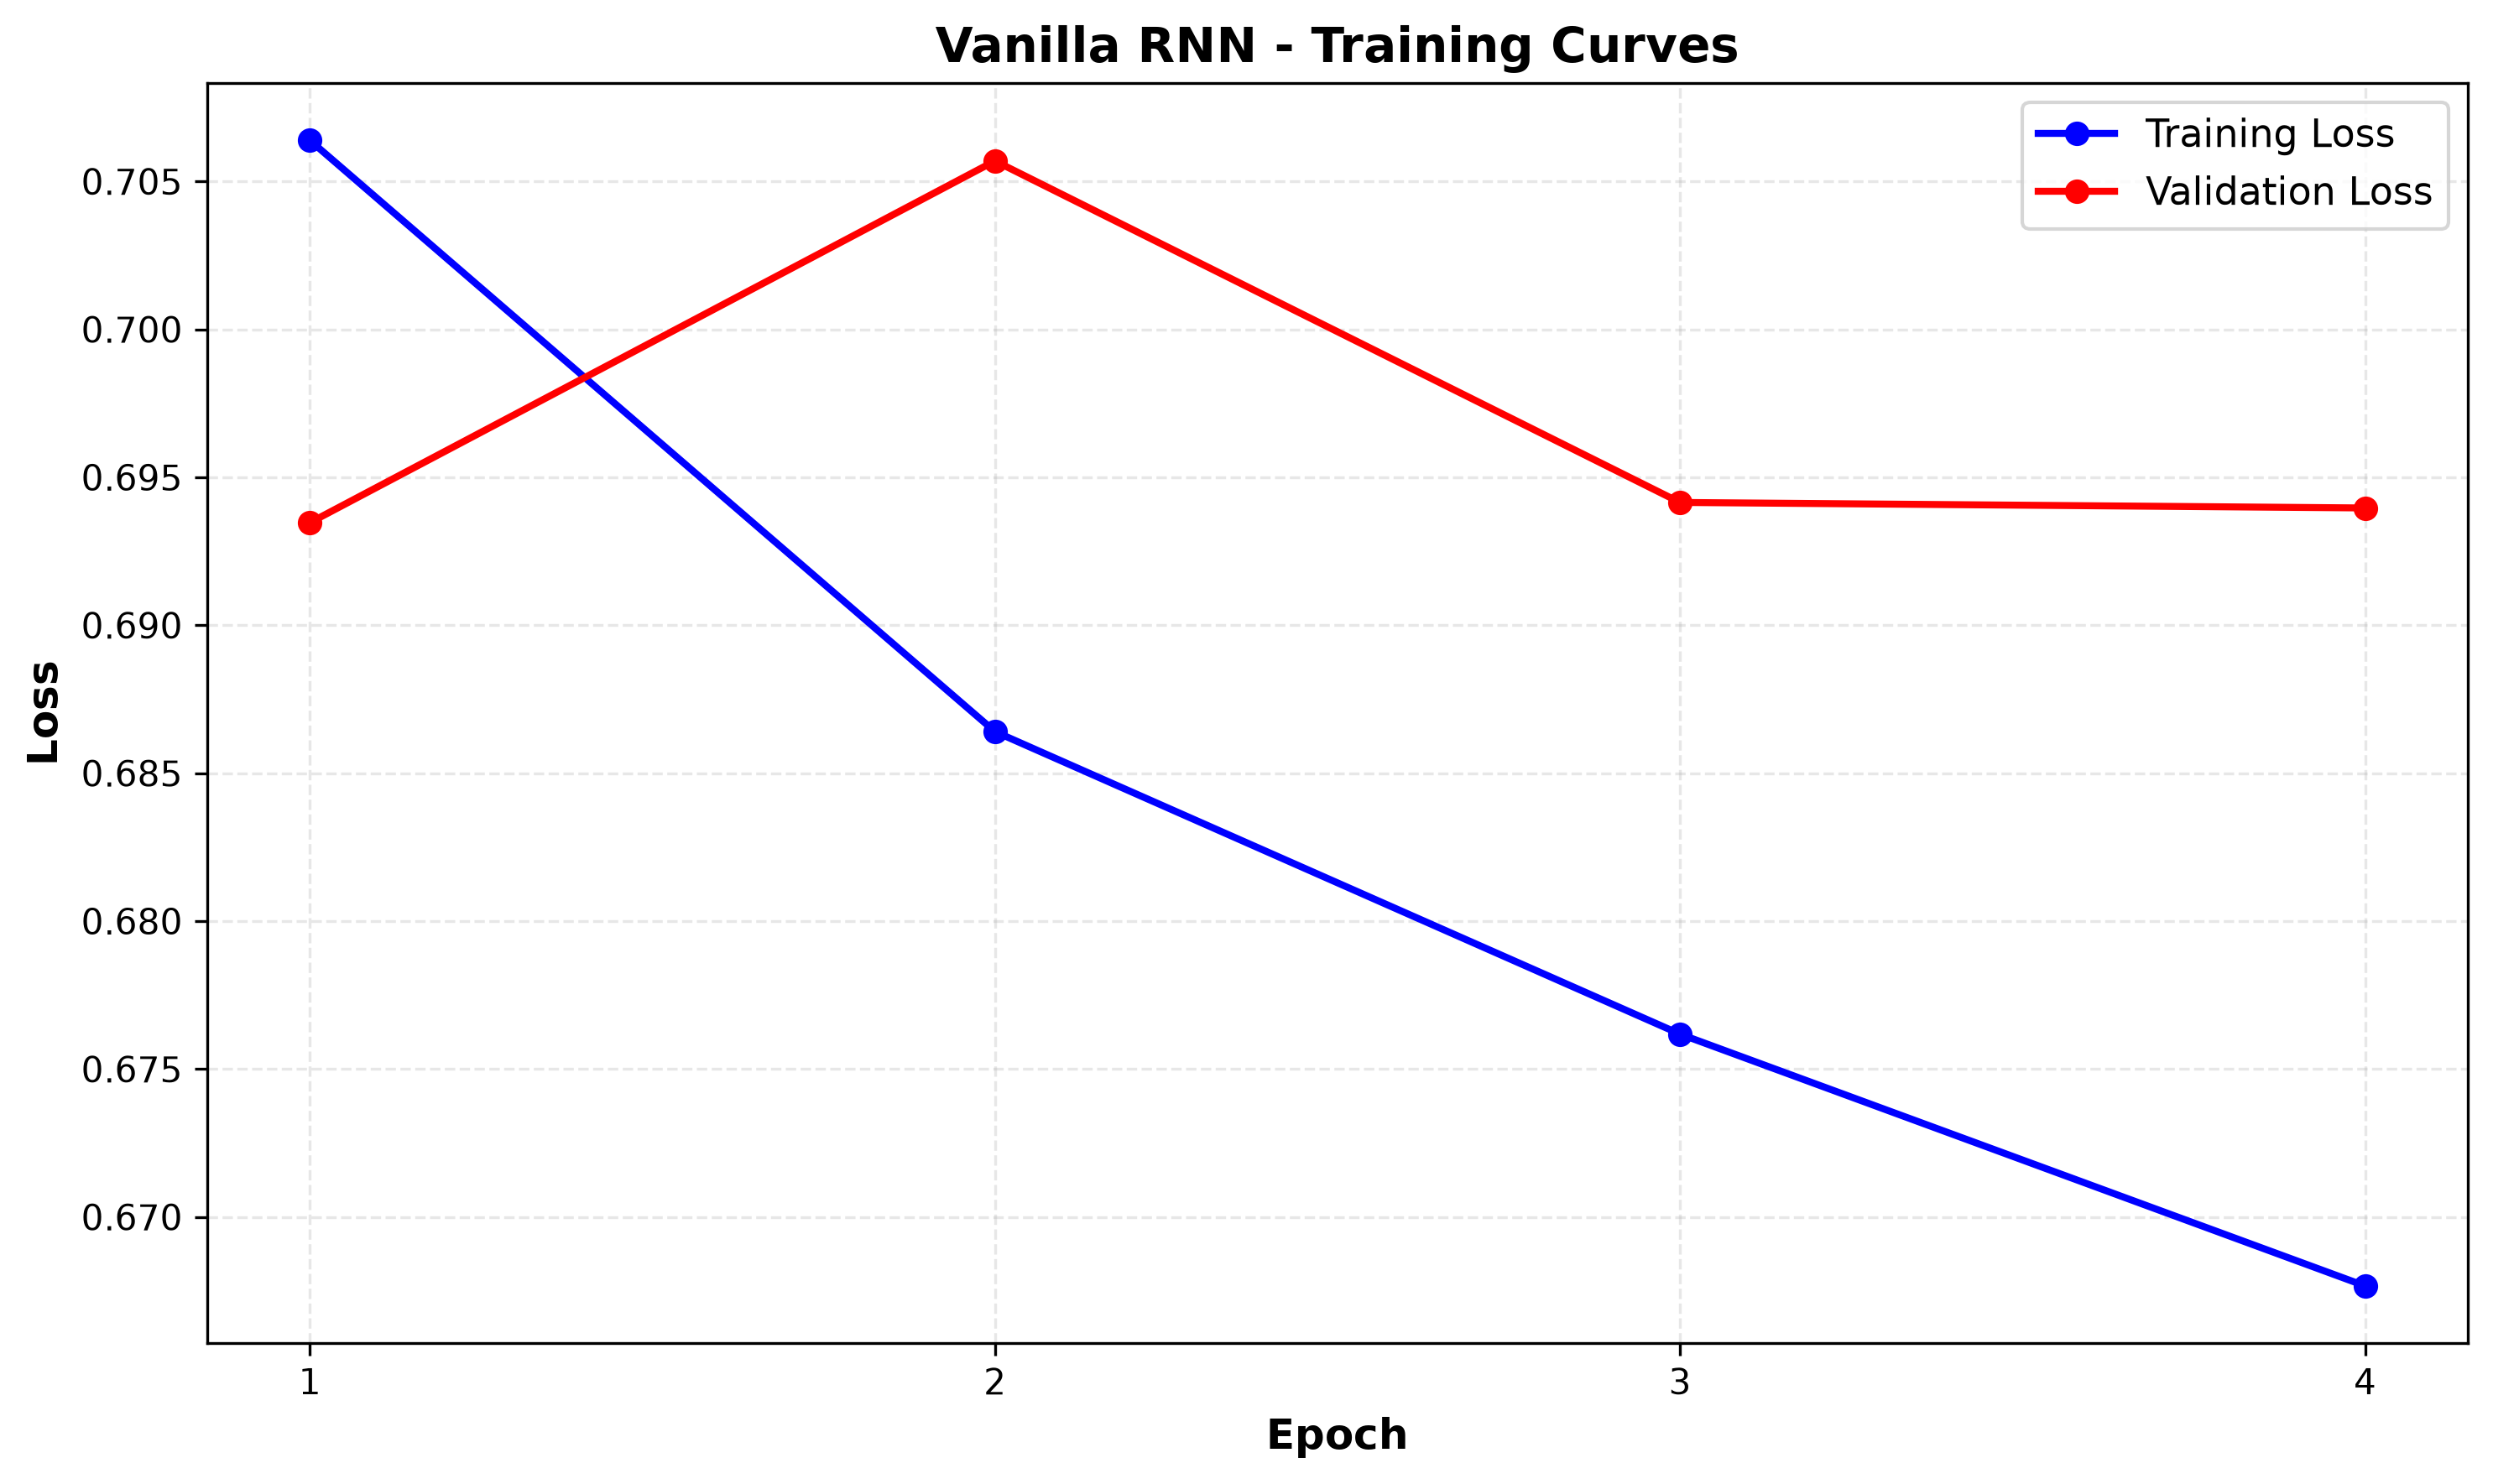 Vanilla RNN - Training Curves
Training Loss
Validation Loss
0.705
0.700
0.695
0.690
0.685
0.680
0.675
0.670
Loss
1 2 3 4
Epoch